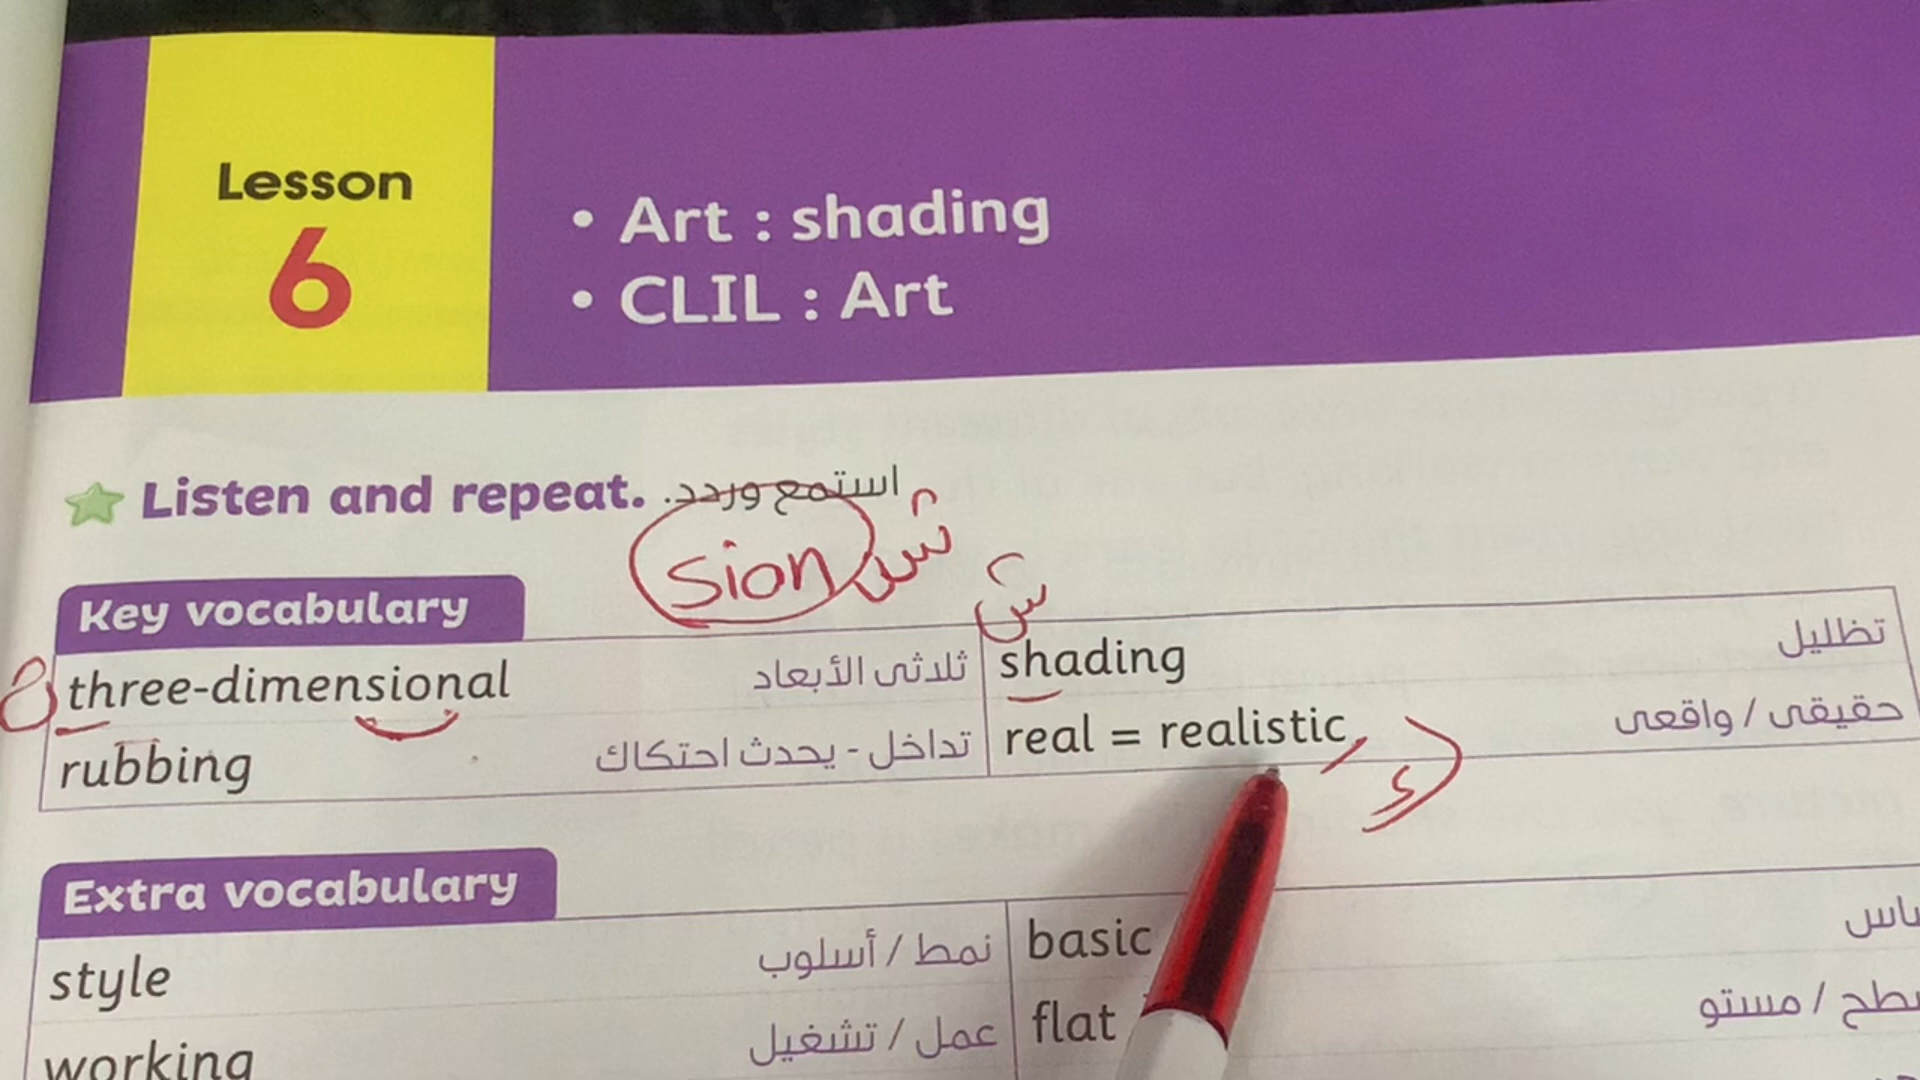 Lesson
6
• Art : shading
• CLIL : Art
Listen and repeat. استمع وردد.
sion ش
ش
Key vocabulary
three-dimensional ثلاثى الأبعاد shading تظليل
rubbing تداخل - يحدث احتكاك real = realistic, حقيقى / واقعى
ك
Extra vocabulary
style نمط / أسلوب basic
working عمل / تشغيل flat مستو